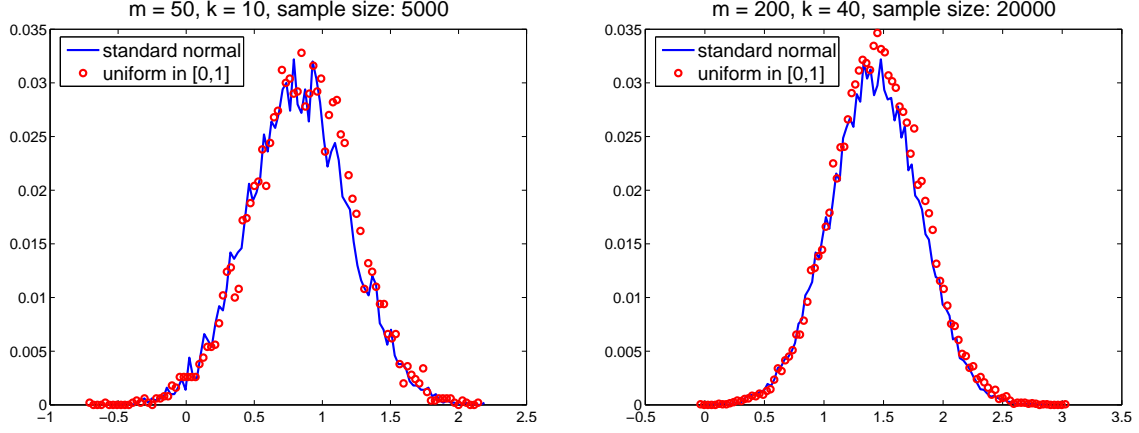 m = 50, k = 10, sample size: 5000
standard normal
uniform in [0,1]
0.035
0.03
0.025
0.02
0.015
0.01
0.005
0
−1 −0.5 0 0.5 1 1.5 2 2.5
m = 200, k = 40, sample size: 20000
standard normal
uniform in [0,1]
0.035
0.03
0.025
0.02
0.015
0.01
0.005
0
−0.5 0 0.5 1 1.5 2 2.5 3 3.5